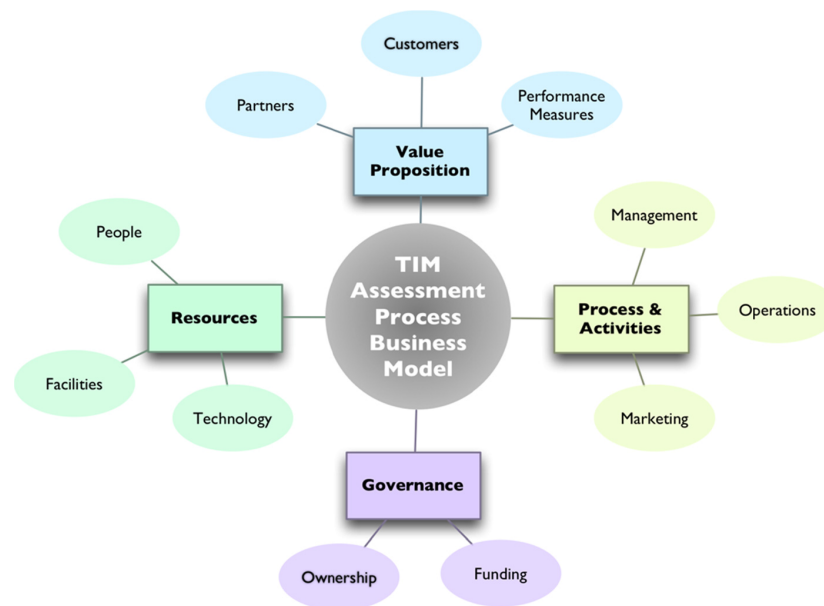 Customers
Partners
Performance
Measures
Value
Proposition
People
Management
TIM
Assessment
Process
Business
Model
Resources
Process &
Activities
Operations
Facilities
Technology
Marketing
Governance
Ownership
Funding